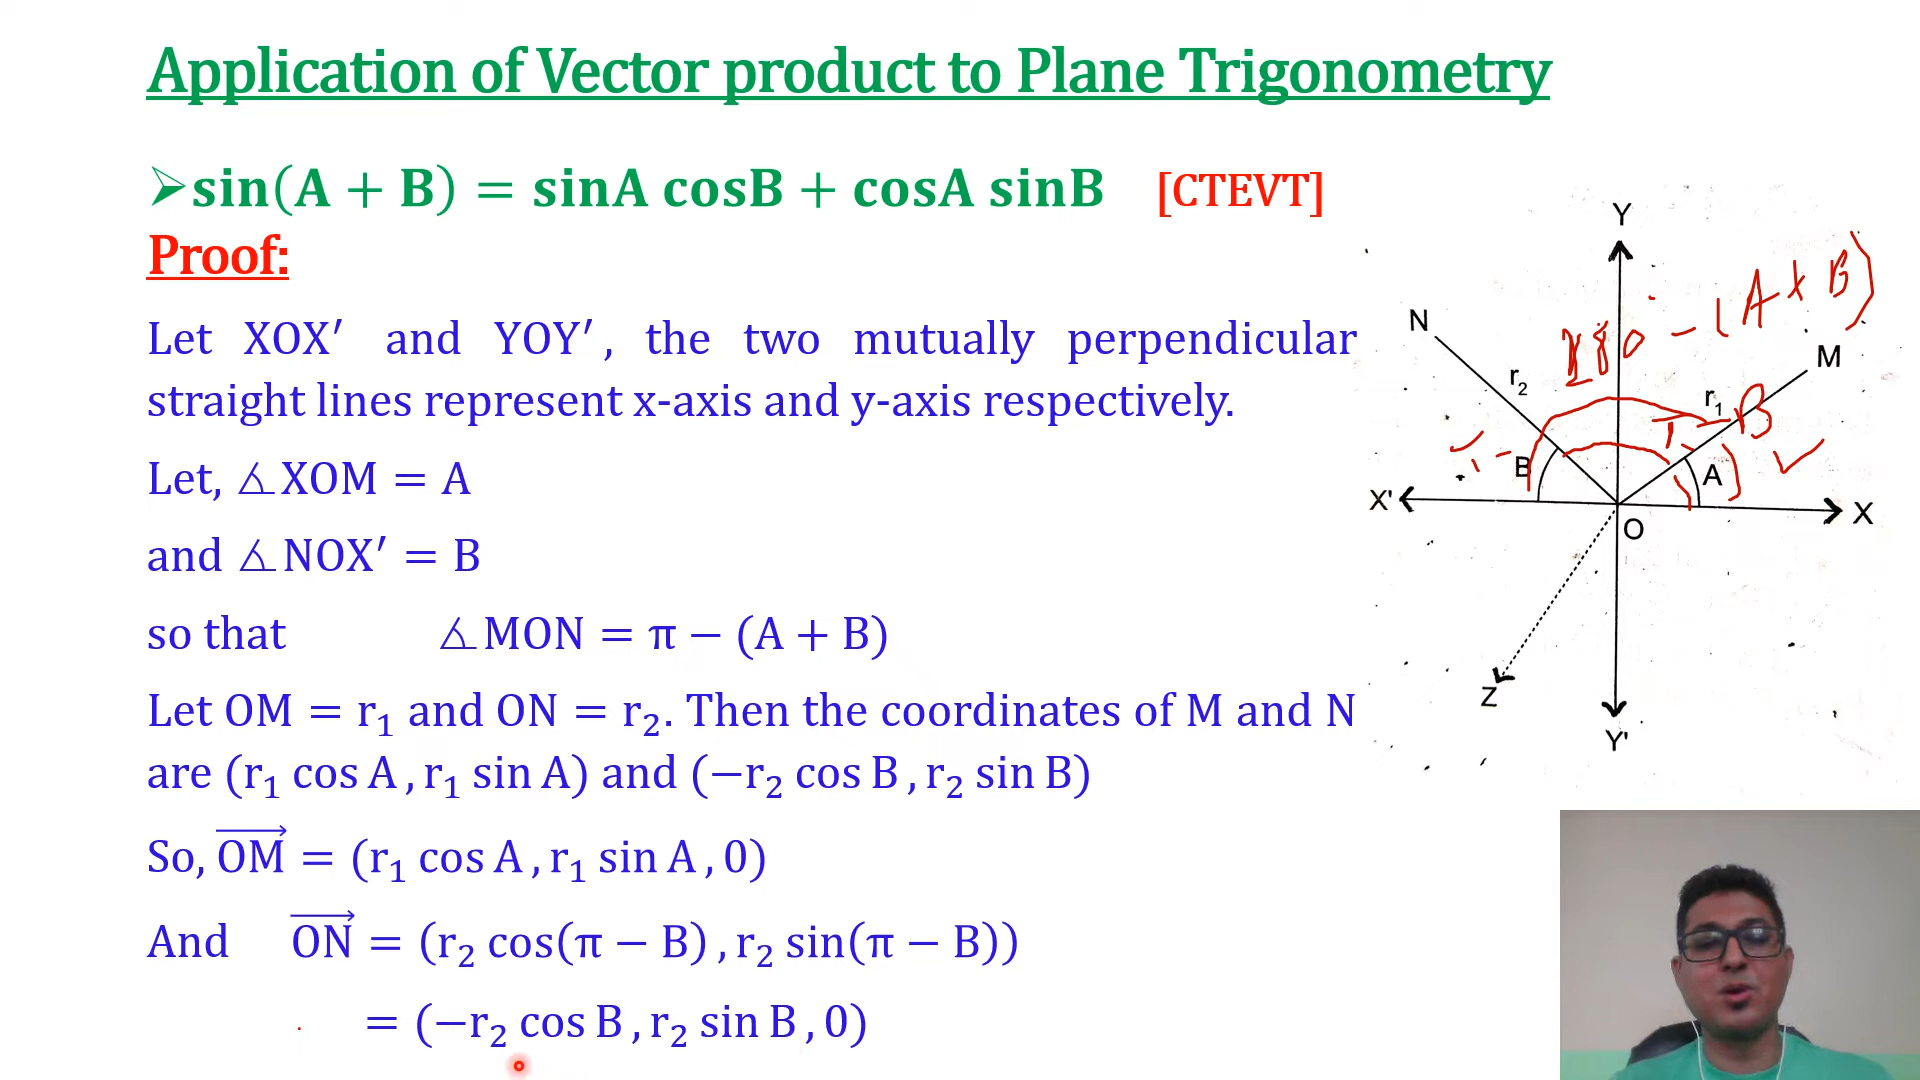 Application of Vector product to Plane Trigonometry
➢sin(A + B) = sinA cosB + cosA sinB [CTEVT]
Proof:
Let XOX′ and YOY′, the two mutually perpendicular
straight lines represent x-axis and y-axis respectively.
Let, ∡XOM = A
and ∡NOX′ = B
so that ∡MON = π − (A + B)
Let OM = r₁ and ON = r₂. Then the coordinates of M and N
are (r₁ cos A , r₁ sin A) and (−r₂ cos B , r₂ sin B)
So, OM⃗ = (r₁ cos A , r₁ sin A , 0)
And ON⃗ = (r₂ cos(π − B) , r₂ sin(π − B))
= (−r₂ cos B , r₂ sin B , 0)
Y
180 − (A + B)
N
M
r₂
r₁
π − B
B
A
X'
X
O
Z
Y'